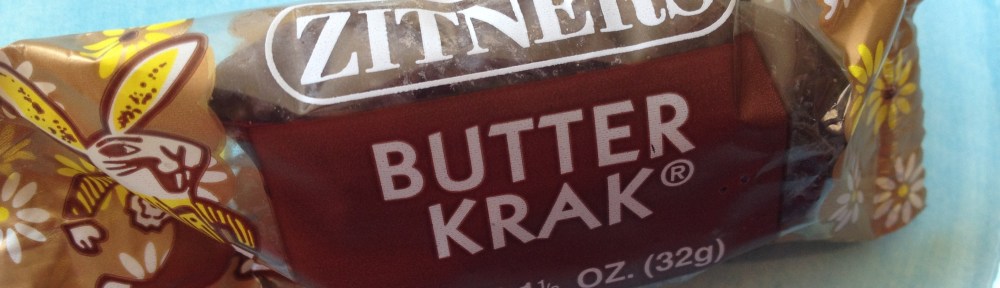 ZITNER'S
BUTTER
KRAK®
OZ. (32g)